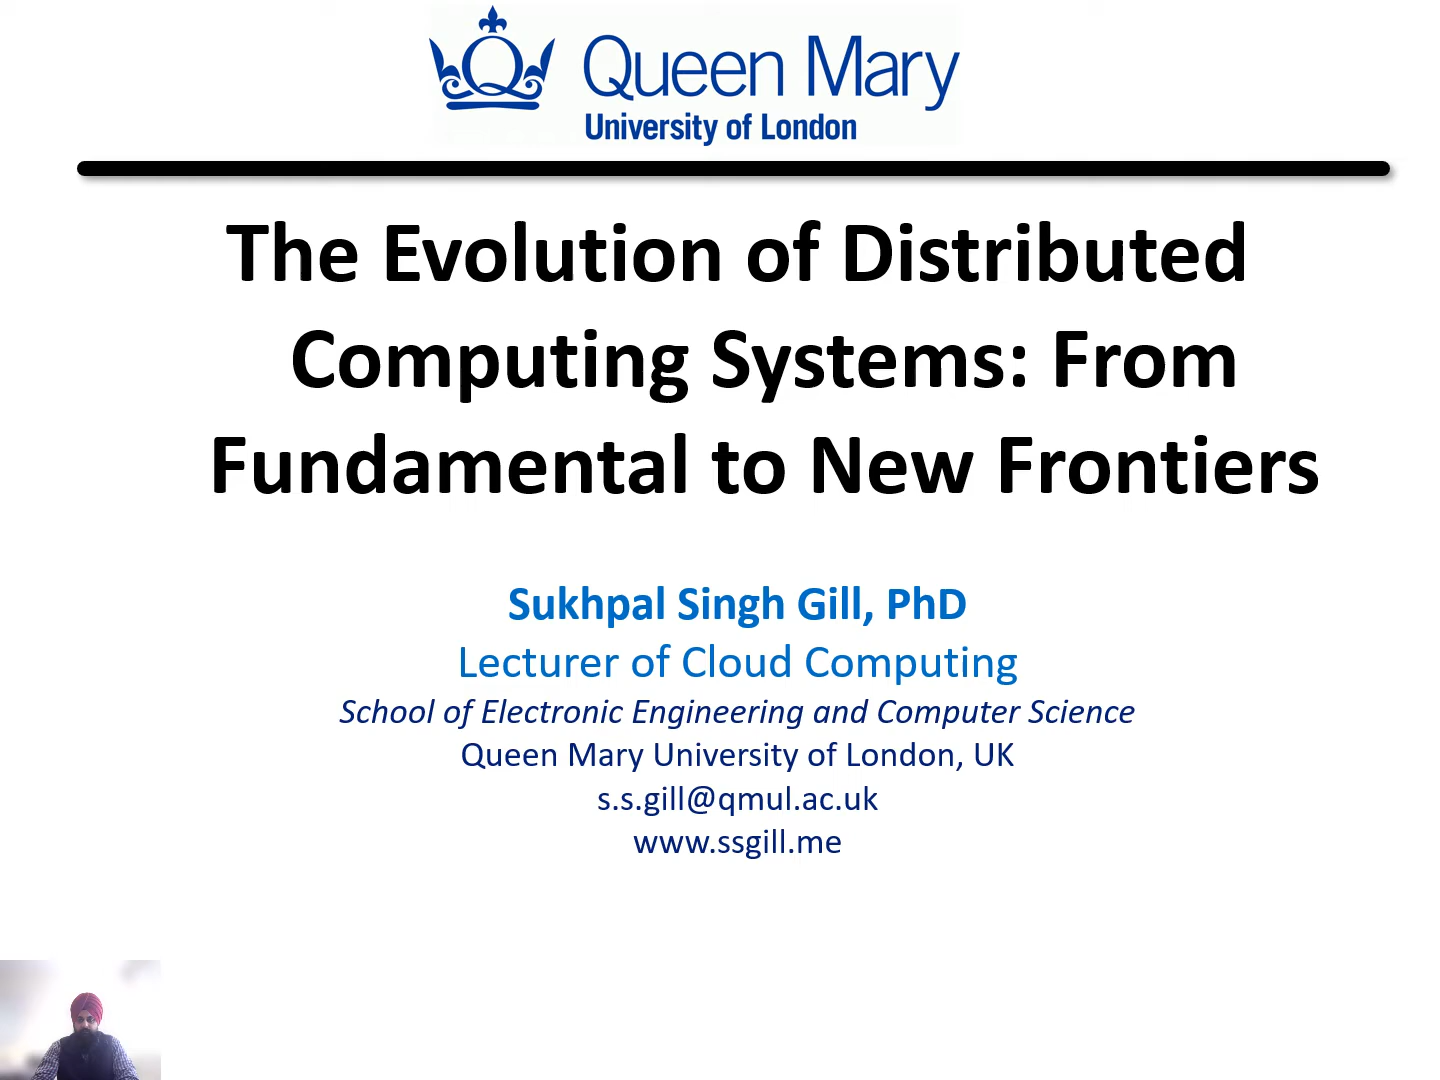 Queen Mary
University of London
The Evolution of Distributed
Computing Systems: From
Fundamental to New Frontiers
Sukhpal Singh Gill, PhD
Lecturer of Cloud Computing
School of Electronic Engineering and Computer Science
Queen Mary University of London, UK
s.s.gill@qmul.ac.uk
www.ssgill.me